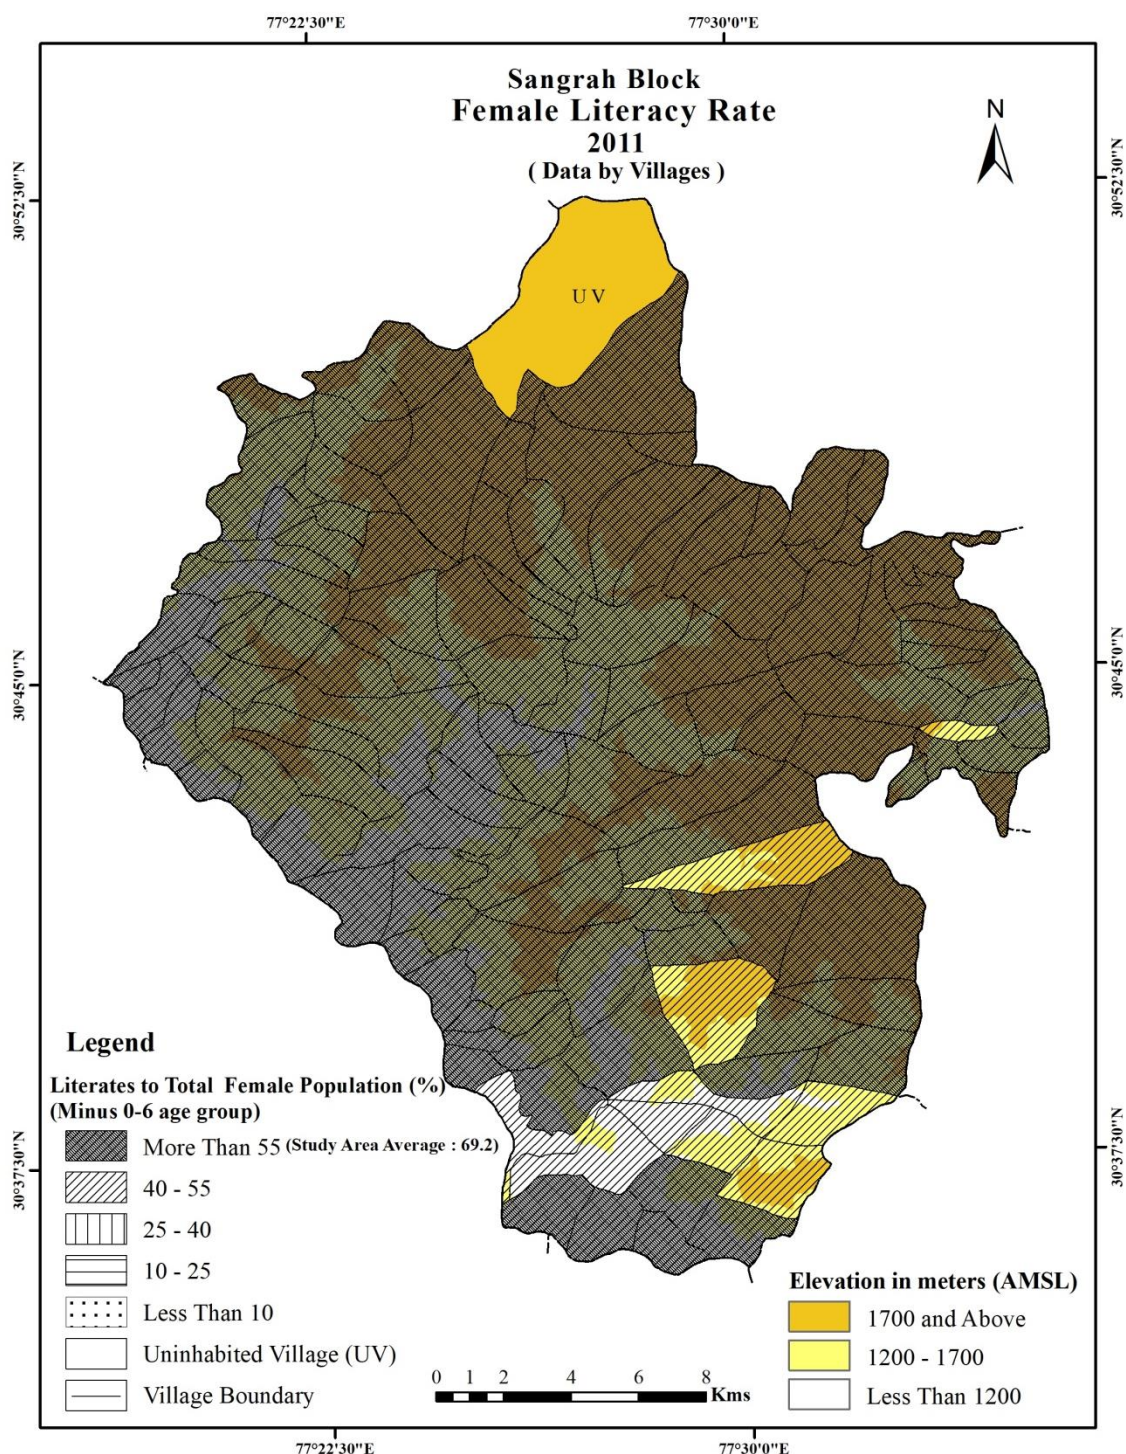 77°22'30"E
77°30'0"E
Sangrah Block
Female Literacy Rate
2011
( Data by Villages )
N
30°52'30"N
30°52'30"N
U V
30°45'0"N
30°45'0"N
30°37'30"N
30°37'30"N
Legend
Literates to Total Female Population (%)
(Minus 0-6 age group)
More Than 55 (Study Area Average : 69.2)
40 - 55
25 - 40
10 - 25
Less Than 10
Uninhabited Village (UV)
Village Boundary
0 1 2 4 6 8
Kms
Elevation in meters (AMSL)
1700 and Above
1200 - 1700
Less Than 1200
77°22'30"E
77°30'0"E